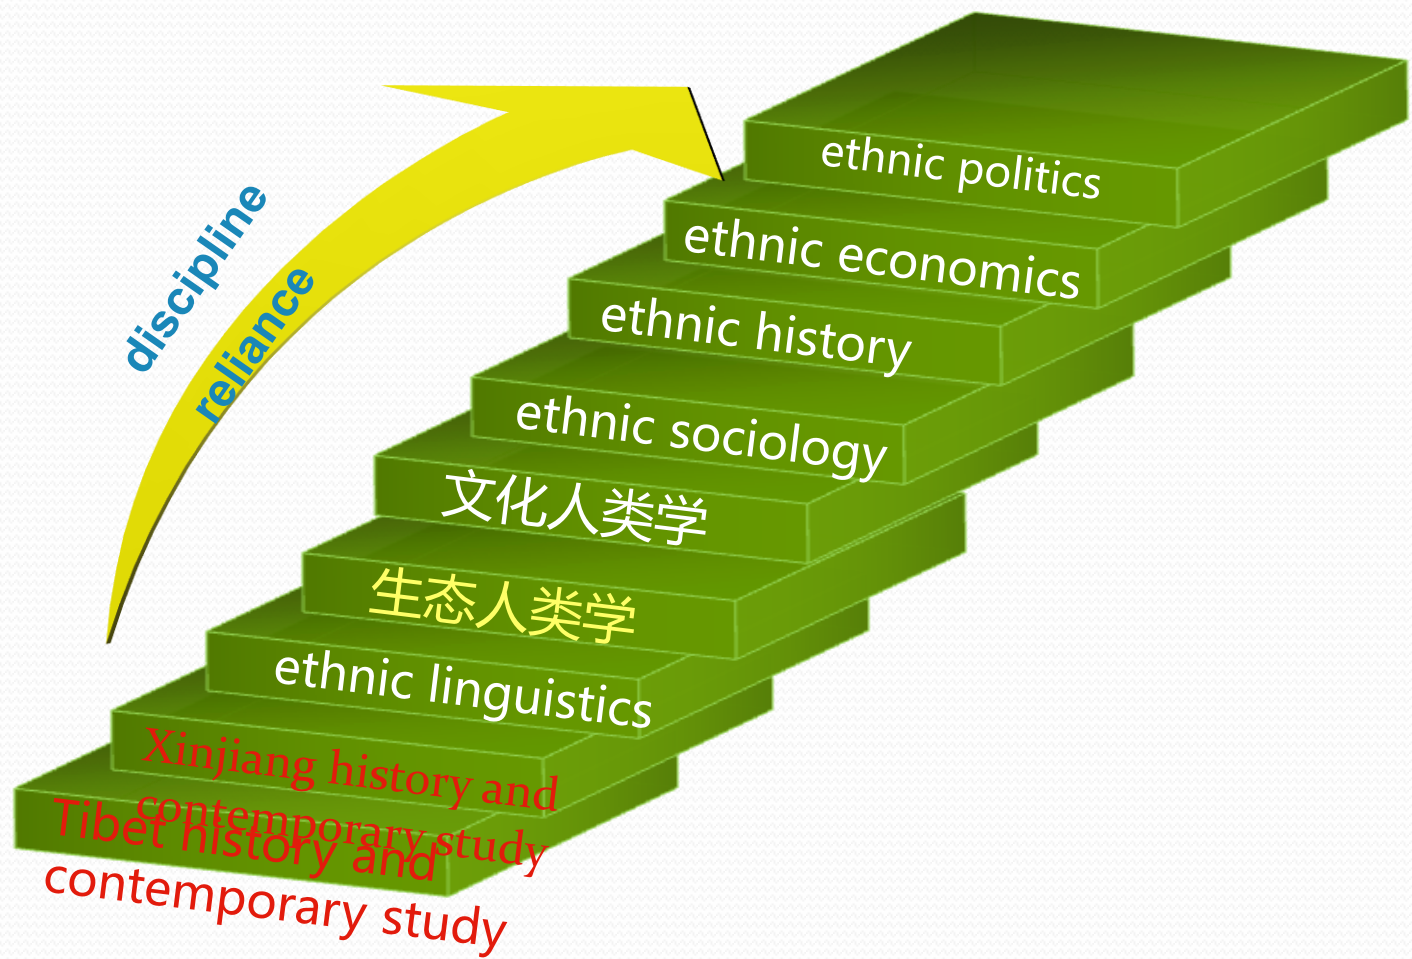 discipline
reliance
ethnic politics
ethnic economics
ethnic history
ethnic sociology
文化人类学
生态人类学
ethnic linguistics
Xinjiang history and
contemporary study
Tibet history and
contemporary study